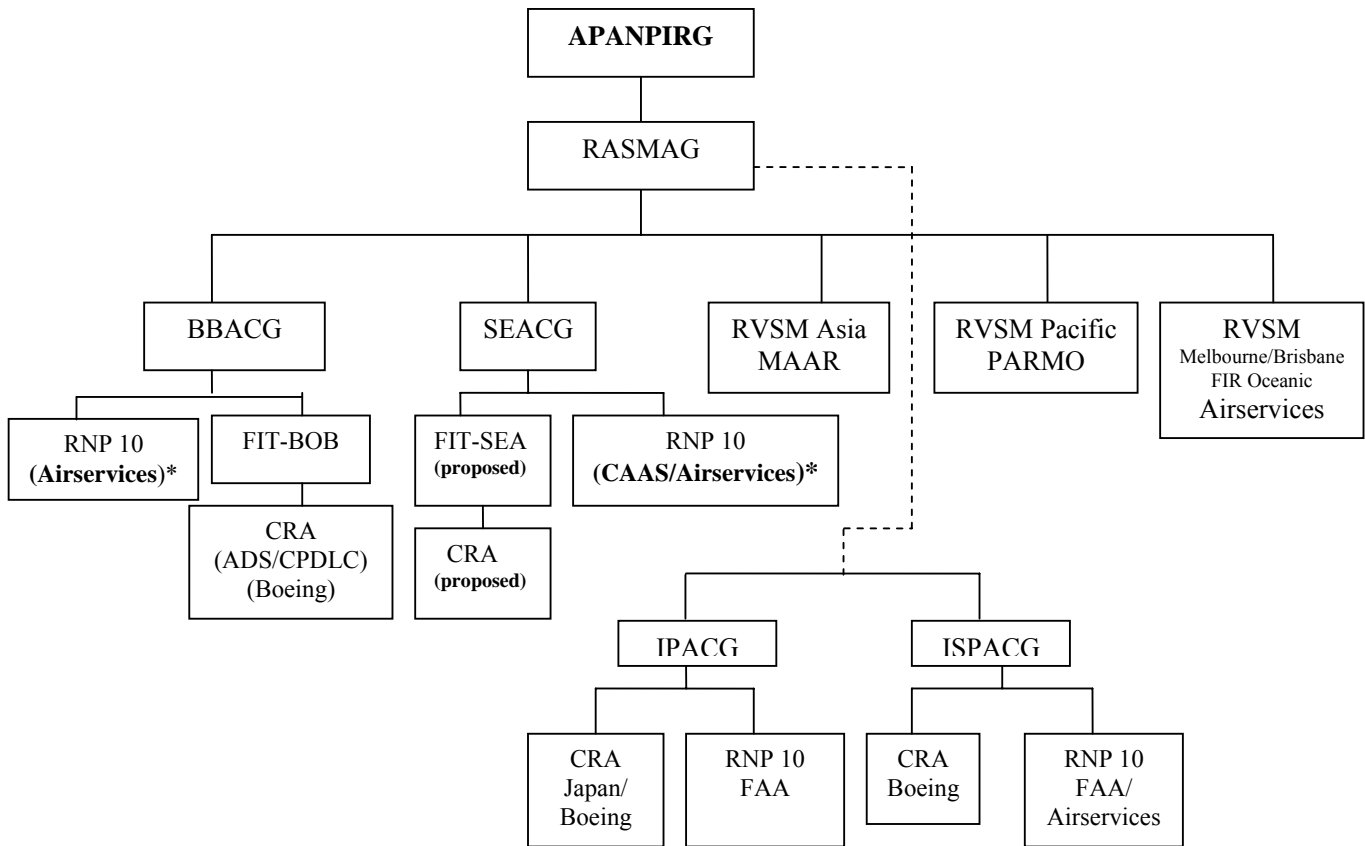 APANPIRG
RASMAG
BBACG
SEACG
RVSM Asia
MAAR
RVSM Pacific
PARMO
RVSM
Melbourne/Brisbane
FIR Oceanic
Airservices
RNP 10
(Airservices)*
FIT-BOB
FIT-SEA
(proposed)
RNP 10
(CAAS/Airservices)*
CRA
(ADS/CPDLC)
(Boeing)
CRA
(proposed)
IPACG
ISPACG
CRA
Japan/
Boeing
RNP 10
FAA
CRA
Boeing
RNP 10
FAA/
Airservices